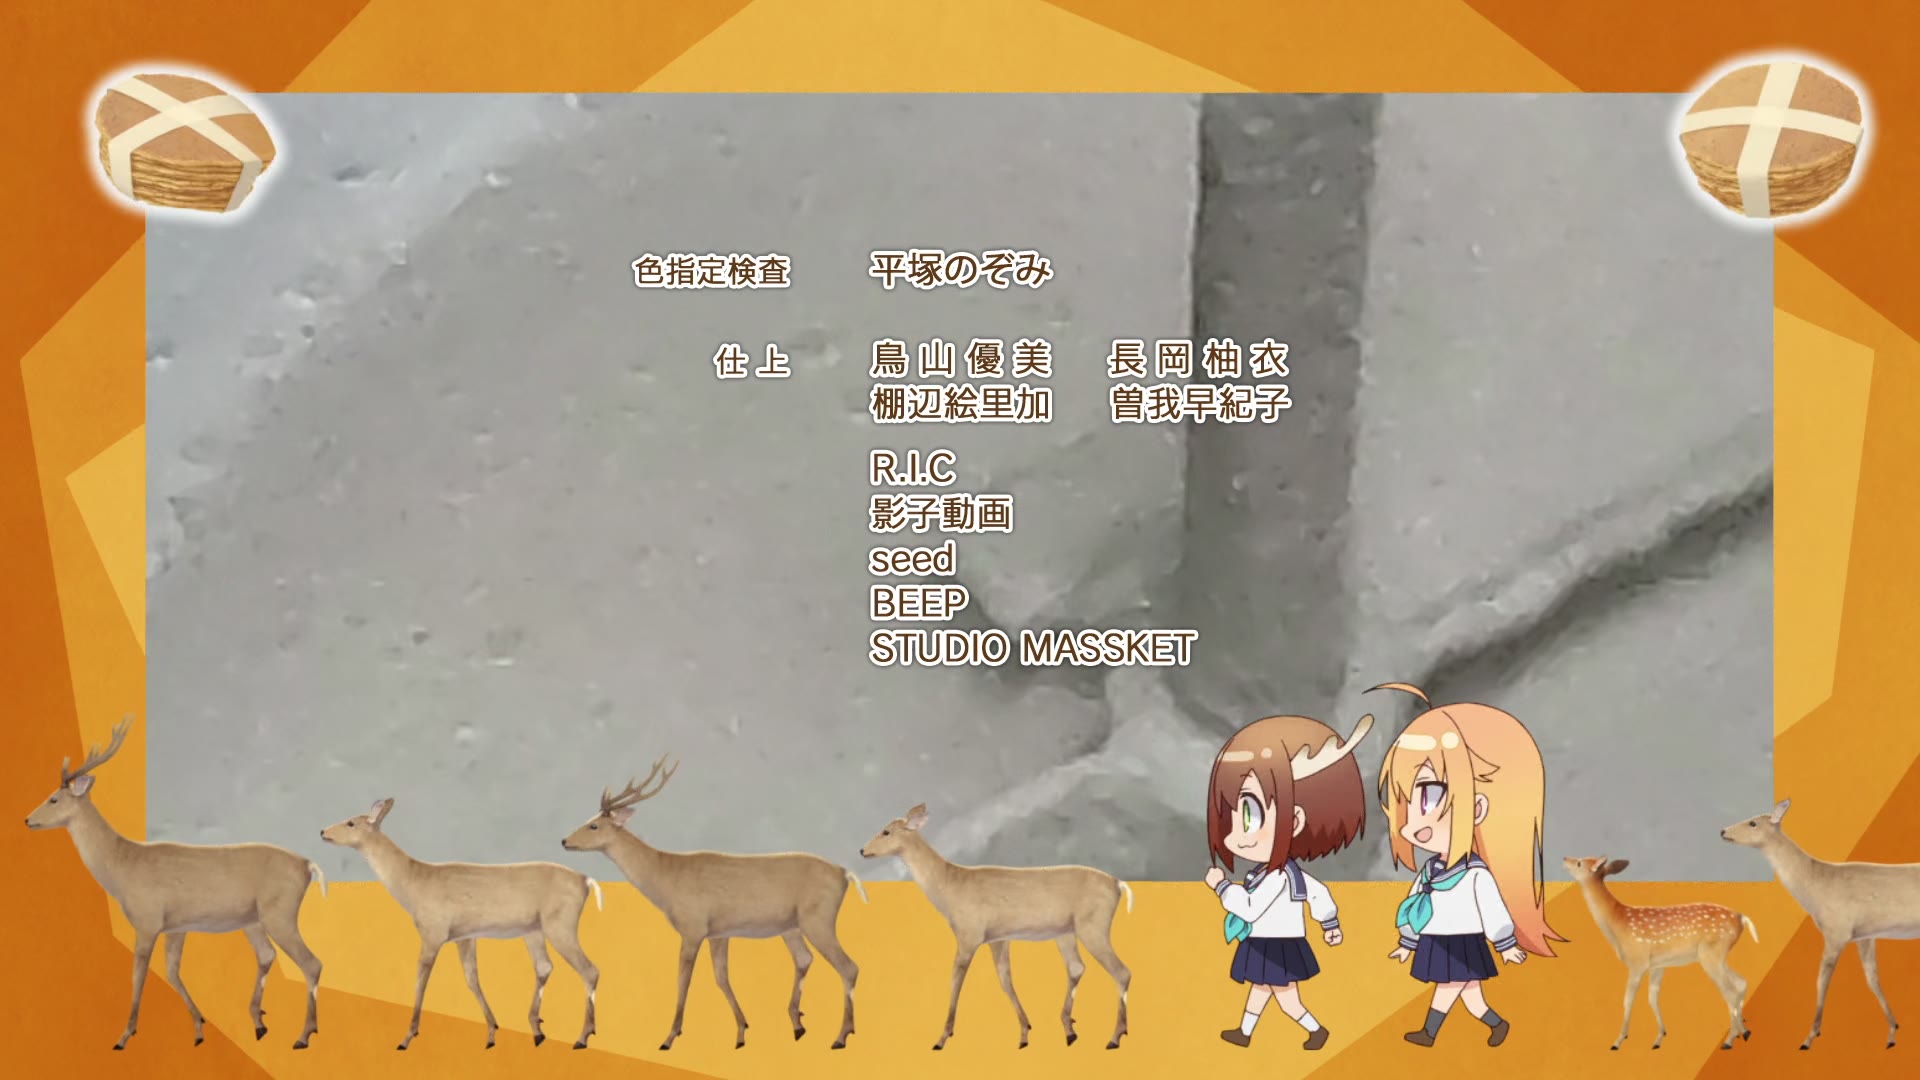 色指定検査 平塚のぞみ
仕上 鳥山優美 長岡柚衣
棚辺絵里加 曽我早紀子
R.I.C
影子動画
seed
BEEP
STUDIO MASSKET